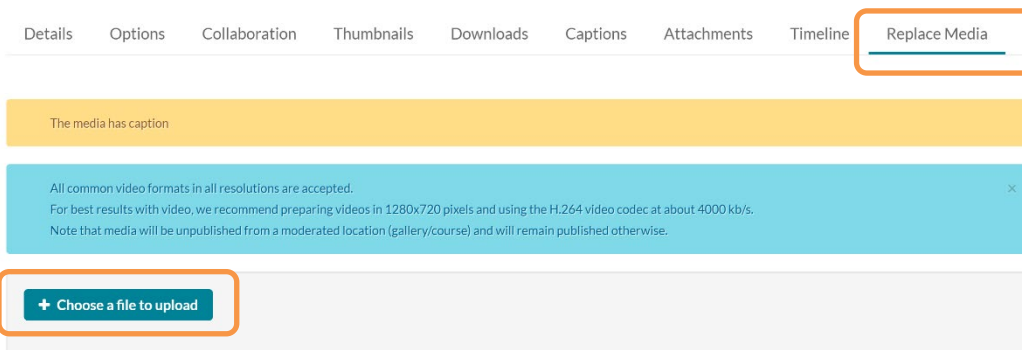 Details Options Collaboration Thumbnails Downloads Captions Attachments Timeline Replace Media
The media has caption
All common video formats in all resolutions are accepted.
For best results with video, we recommend preparing videos in 1280x720 pixels and using the H.264 video codec at about 4000 kb/s.
Note that media will be unpublished from a moderated location (gallery/course) and will remain published otherwise.
+ Choose a file to upload